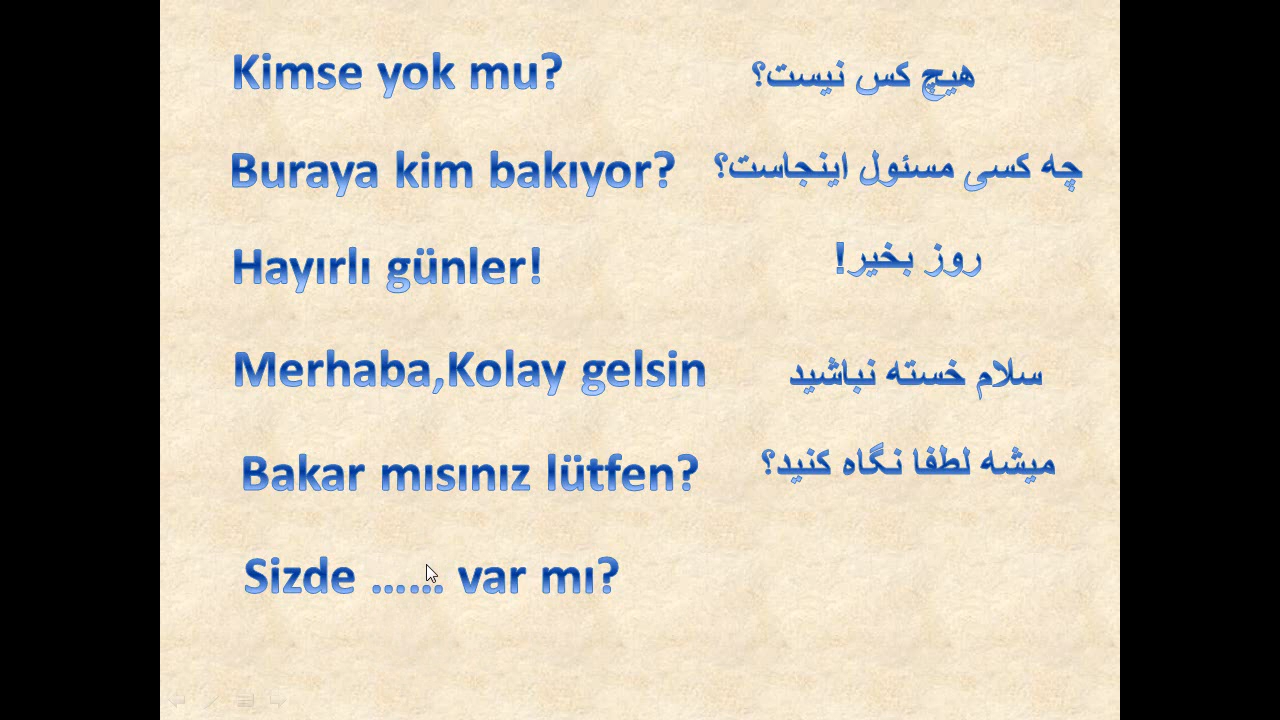 Kimse yok mu? هیچ کس نیست؟
Buraya kim bakıyor? چه کسی مسئول اینجاست؟
Hayırlı günler! روز بخیر!
Merhaba,Kolay gelsin سلام خسته نباشید
Bakar mısınız lütfen? میشه لطفا نگاه کنید؟
Sizde ...... var mı?